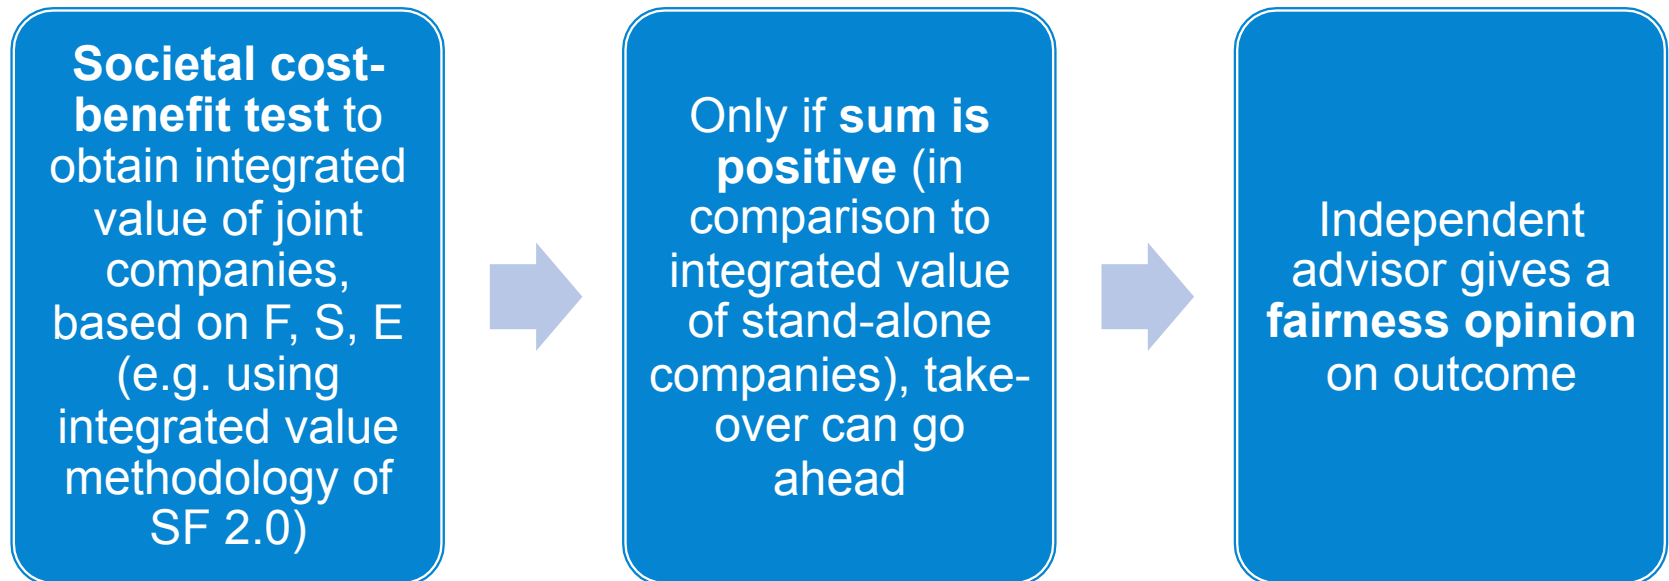 Societal cost-
benefit test to
obtain integrated
value of joint
companies,
based on F, S, E
(e.g. using
integrated value
methodology of
SF 2.0)
Only if sum is
positive (in
comparison to
integrated value
of stand-alone
companies), take-
over can go
ahead
Independent
advisor gives a
fairness opinion
on outcome